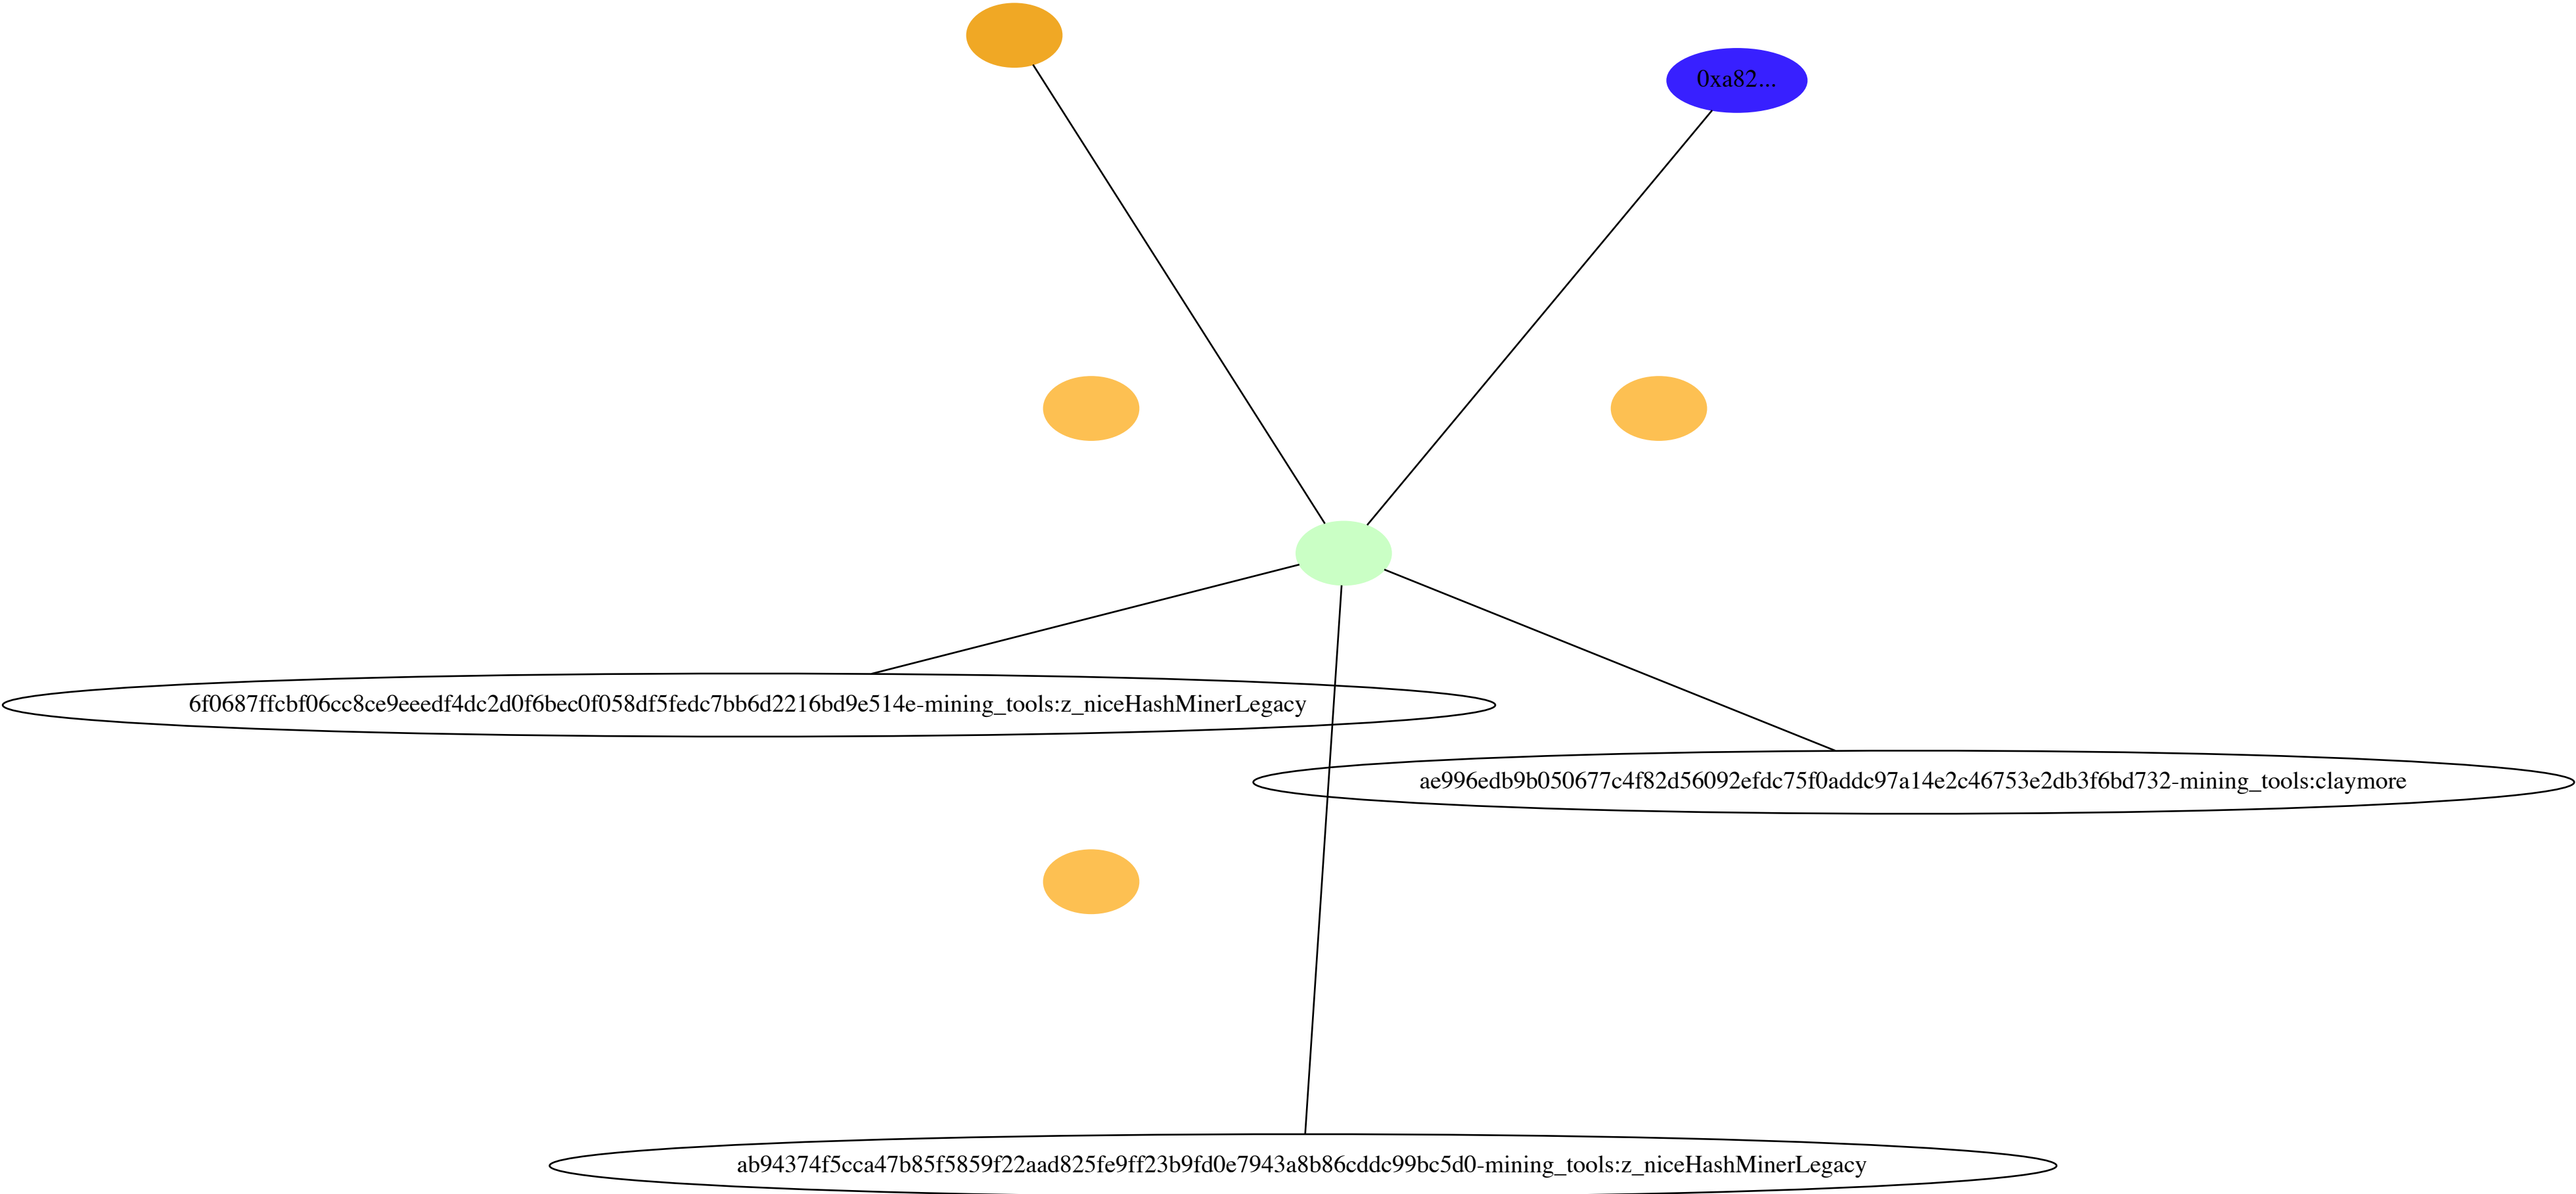 0xa82...
6f0687ffcbf06cc8ce9eeedf4dc2d0f6bec0f058df5fedc7bb6d2216bd9e514e-mining_tools:z_niceHashMinerLegacy
ae996edb9b050677c4f82d56092efdc75f0addc97a14e2c46753e2db3f6bd732-mining_tools:claymore
ab94374f5cca47b85f5859f22aad825fe9ff23b9fd0e7943a8b86cddc99bc5d0-mining_tools:z_niceHashMinerLegacy